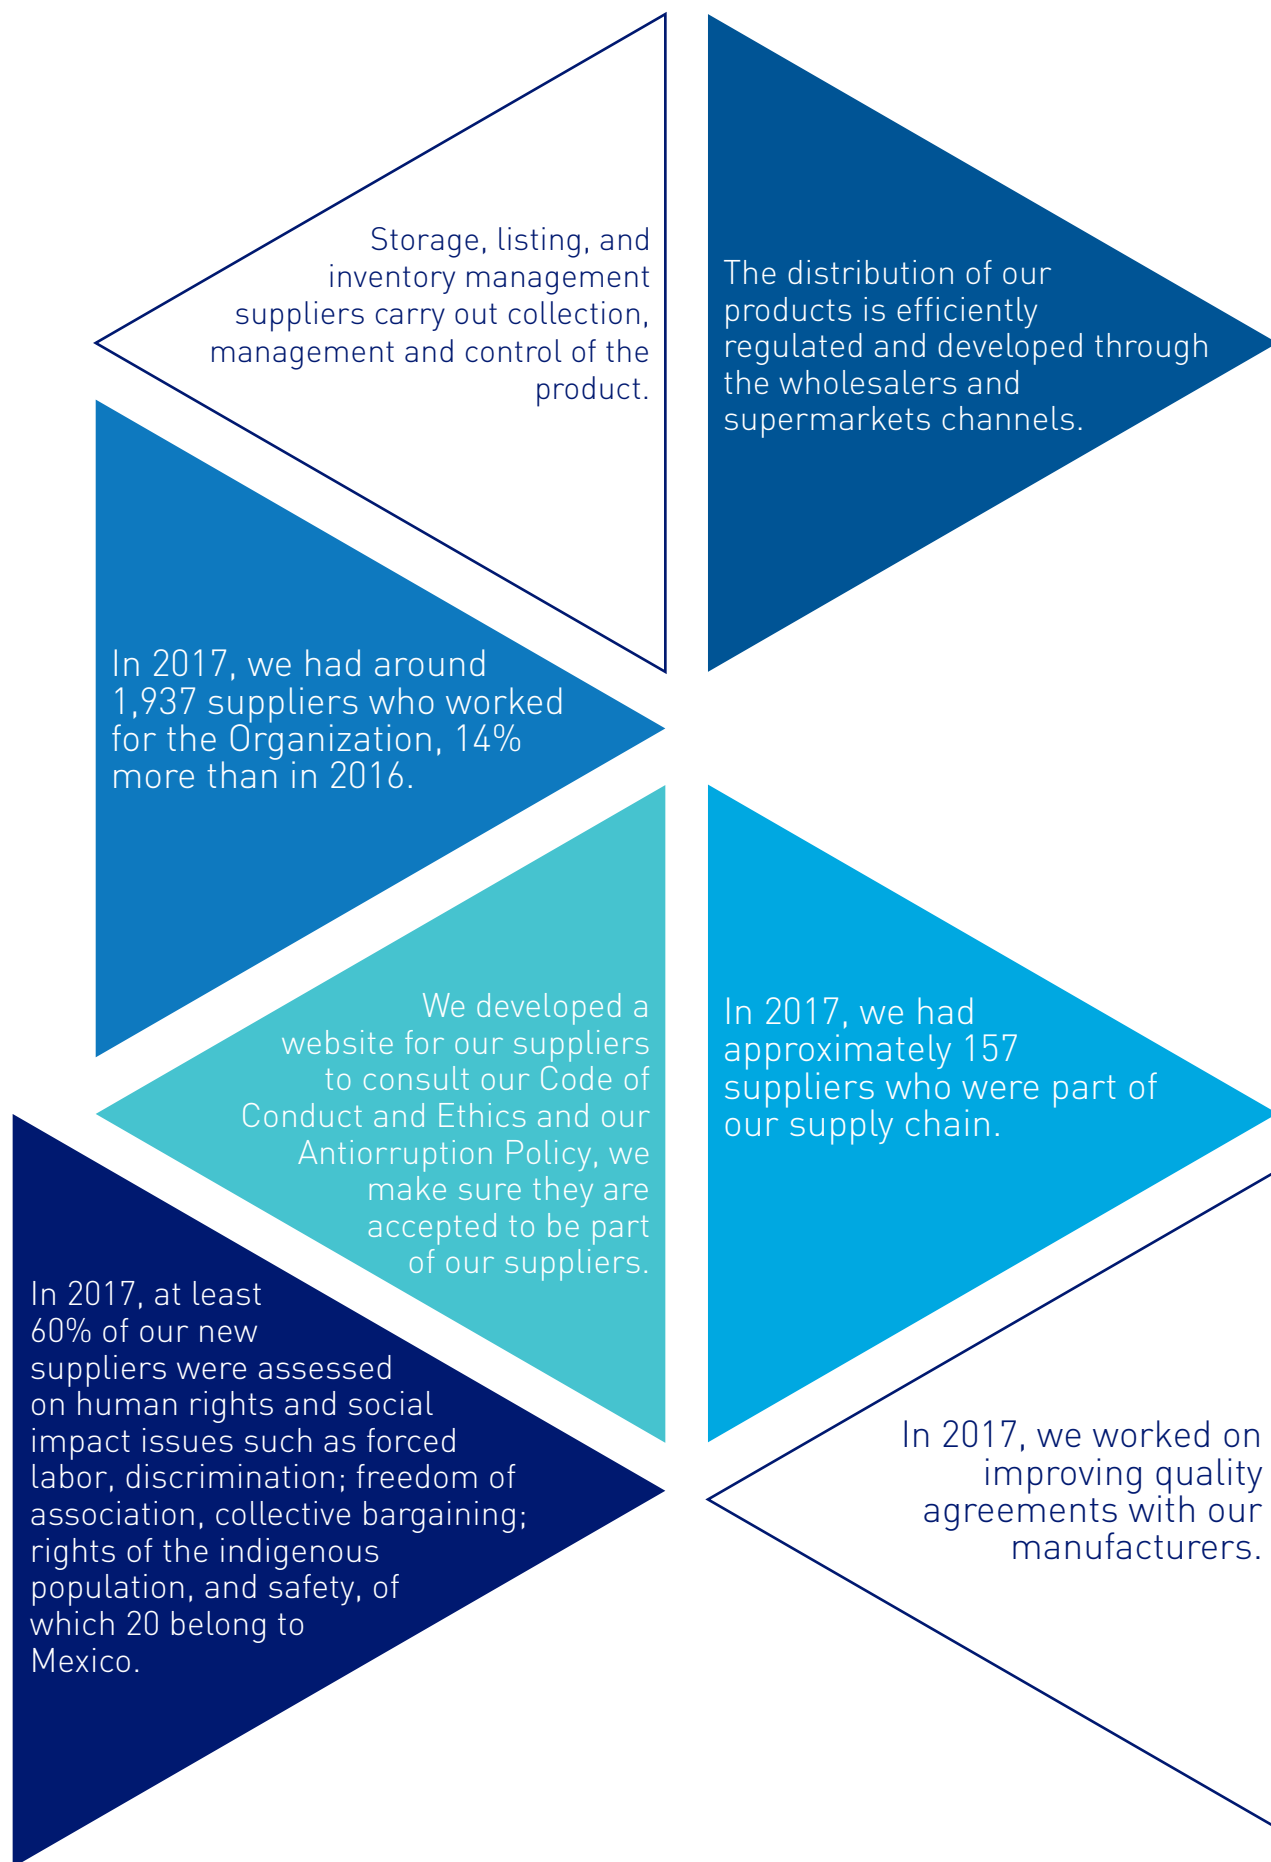 Storage, listing, and
inventory management
suppliers carry out collection,
management and control of the
product.
The distribution of our
products is efficiently
regulated and developed through
the wholesalers and
supermarkets channels.
In 2017, we had around
1,937 suppliers who worked
for the Organization, 14%
more than in 2016.
We developed a
website for our suppliers
to consult our Code of
Conduct and Ethics and our
Antiorruption Policy, we
make sure they are
accepted to be part
of our suppliers.
In 2017, we had
approximately 157
suppliers who were part of
our supply chain.
In 2017, at least
60% of our new
suppliers were assessed
on human rights and social
impact issues such as forced
labor, discrimination; freedom of
association, collective bargaining;
rights of the indigenous
population, and safety, of
which 20 belong to
Mexico.
In 2017, we worked on
improving quality
agreements with our
manufacturers.